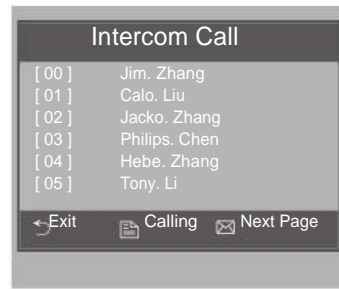 Intercom Call
[ 00 ] Jim. Zhang
[ 01 ] Calo. Liu
[ 02 ] Jacko. Zhang
[ 03 ] Philips. Chen
[ 04 ] Hebe. Zhang
[ 05 ] Tony. Li
Exit Calling Next Page